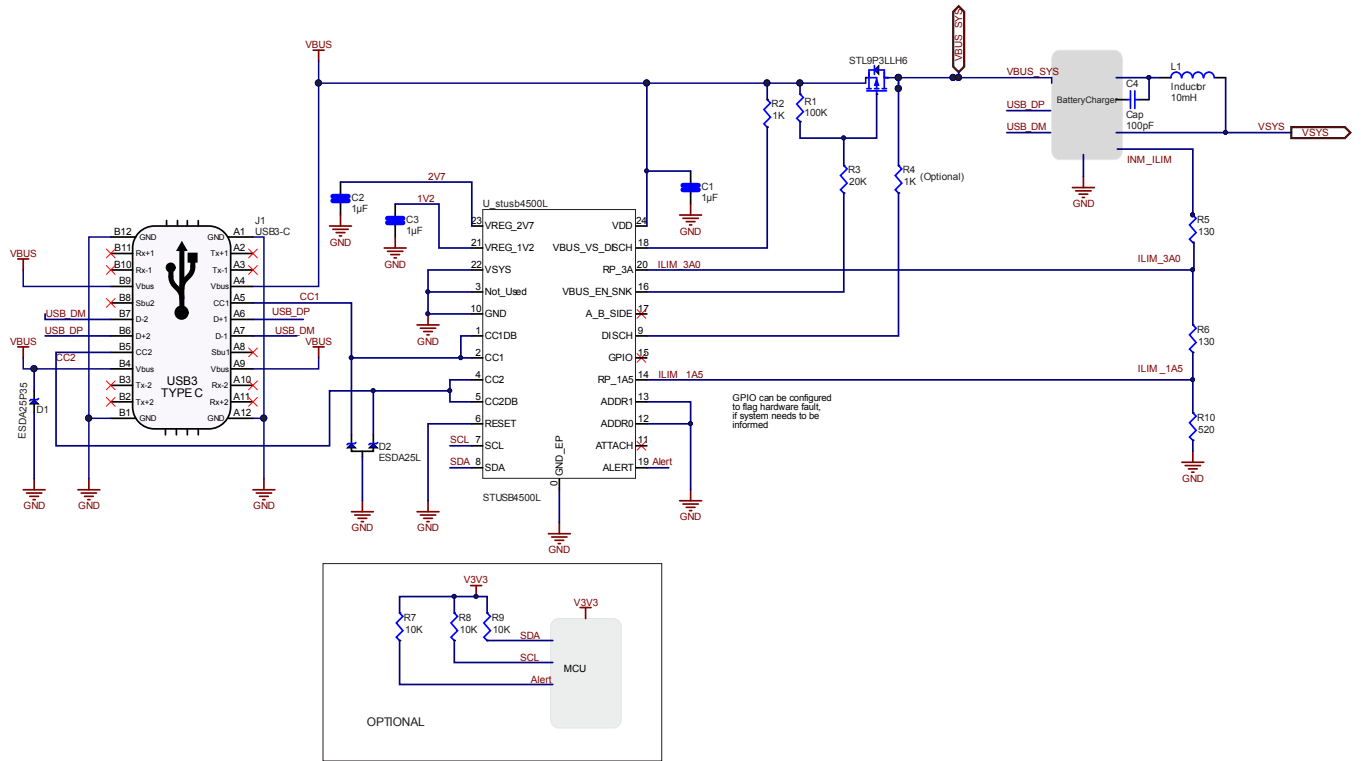 VBUS
VBUS_SYS
STL9P3LLH6
VBUS_SYS
L1
Inductor
10mH
C4
Cap
100pF
BatteryCharger
USB_DP
USB_DM
VSYS
VSYS
INM_ILIM
GND
R2
1K
R1
100K
R3
20K
R4
1K
(Optional)
R5
130
R6
130
R10
520
GND
ILIM_3A0
ILIM_1A5
2V7
1V2
C2
1µF
GND
C3
1µF
GND
C1
1µF
GND
U_stusb4500L
23 VREG_2V7
21 VREG_1V2
22 VSYS
3 Not_Used
10 GND
1 CC1DB
2 CC1
4 CC2
5 CC2DB
6 RESET
SCL 7 SCL
SDA 8 SDA
VDD 24
VBUS_VS_DISCH 18
RP_3A 20 ILIM_3A0
VBUS_EN_SNK 16
A_B_SIDE 17
DISCH 9
GPIO 15
RP_1A5 14 ILIM_1A5
ADDR1 13
ADDR0 12
ATTACH 11
ALERT 19 Alert
GND_EP
0
STUSB4500L
GND
GND
GND
GND
GPIO can be configured
to flag hardware fault,
if system needs to be
informed
J1
USB3-C
B12 GND
B11 Rx+1
B10 Rx-1
VBUS B9 Vbus
B8 Sbu2
USB_DM B7 D-2
USB_DP B6 D+2
VBUS B5 CC2
CC2
B4 Vbus
B3 Tx-2
B2 Tx+2
B1 GND
GND A1
Tx+1 A2
Tx-1 A3
Vbus A4
CC1 A5 CC1
D+1 A6 USB_DP
D-1 A7 USB_DM
Sbu1 A8 VBUS
Vbus A9
Rx-2 A10
Rx+2 A11
GND A12
USB3
TYPE C
D1
ESDA25P35
D2
ESDA25L
GND
GND
GND
GND
V3V3
V3V3
R7
10K
R8
10K
R9
10K
SDA
SCL
Alert
MCU
OPTIONAL